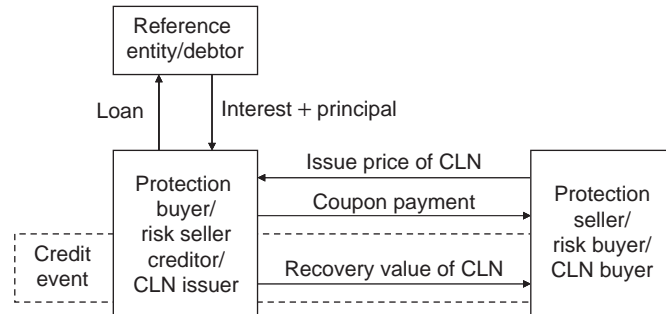 Reference
entity/debtor
Loan
Interest + principal
Protection
buyer/
risk seller
creditor/
CLN issuer
Issue price of CLN
Coupon payment
Recovery value of CLN
Protection
seller/
risk buyer/
CLN buyer
Credit
event